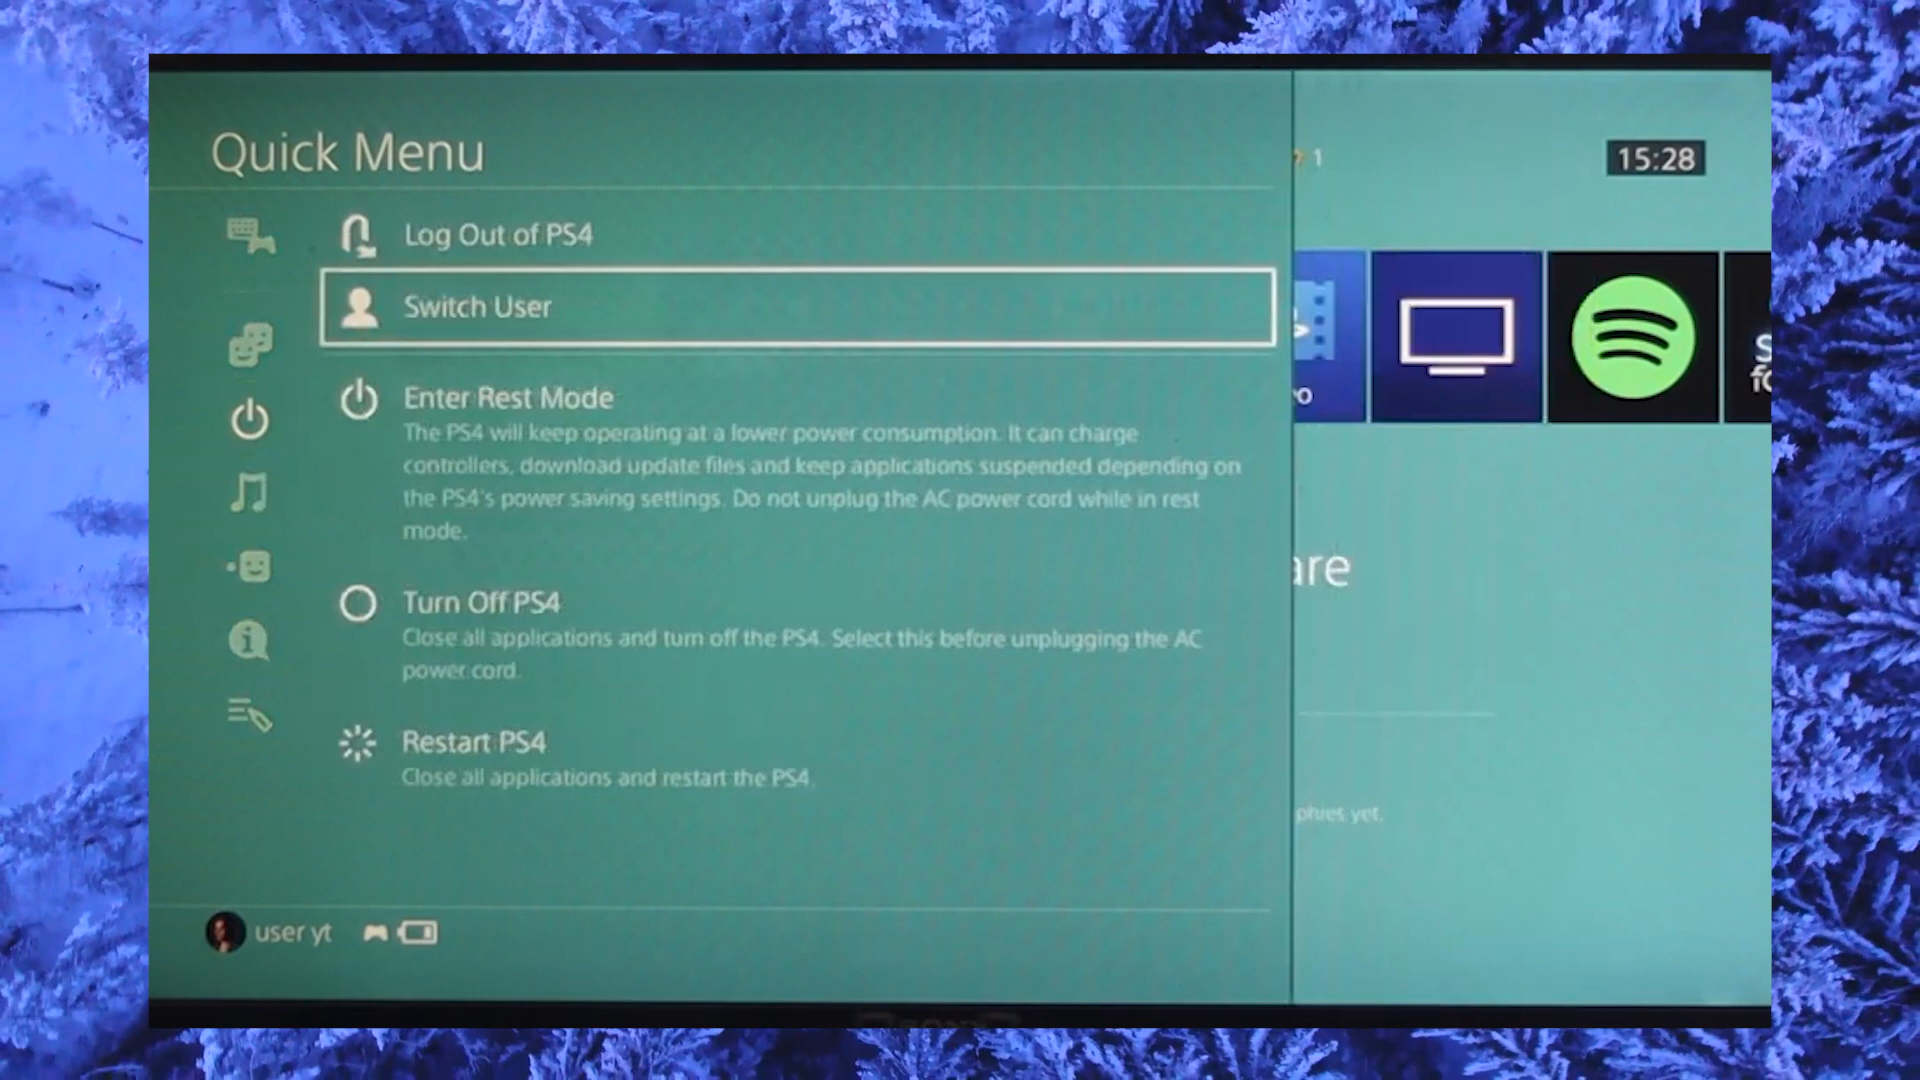 Quick Menu
1
15:28
Log Out of PS4
Switch User
Enter Rest Mode
The PS4 will keep operating at a lower power consumption. It can charge
controllers, download update files and keep applications suspended depending on
the PS4's power saving settings. Do not unplug the AC power cord while in rest
mode.
are
Turn Off PS4
Close all applications and turn off the PS4. Select this before unplugging the AC
power cord.
Restart PS4
Close all applications and restart the PS4.
phies yet.
user yt